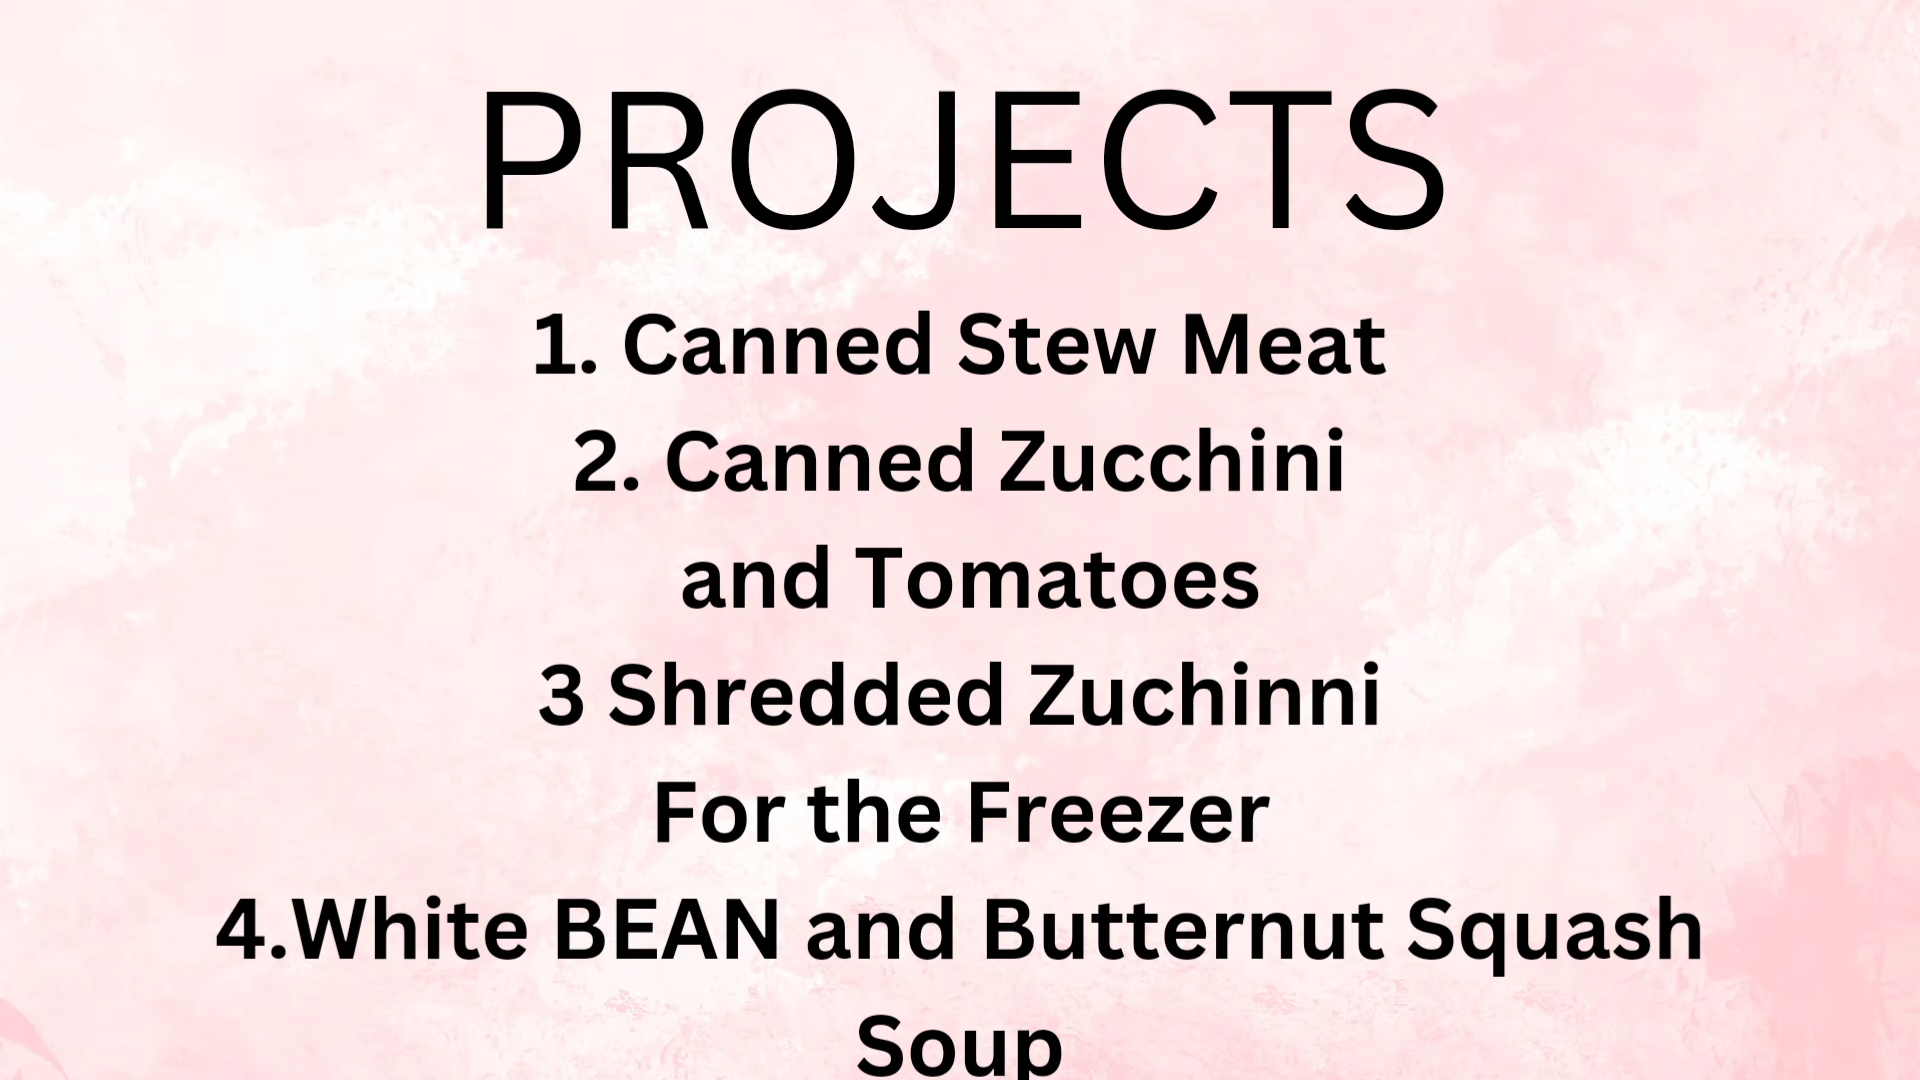 PROJECTS
1. Canned Stew Meat
2. Canned Zucchini
and Tomatoes
3 Shredded Zuchinni
For the Freezer
4.White BEAN and Butternut Squash
Soup